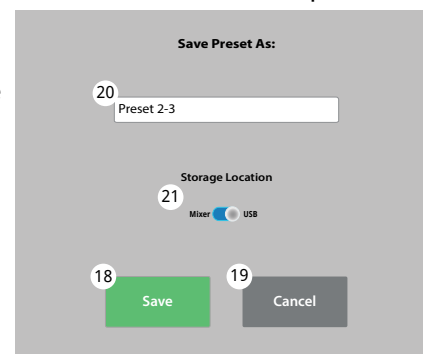 Save Preset As:
20
Preset 2-3
Storage Location
21
Mixer USB
18 19
Save Cancel